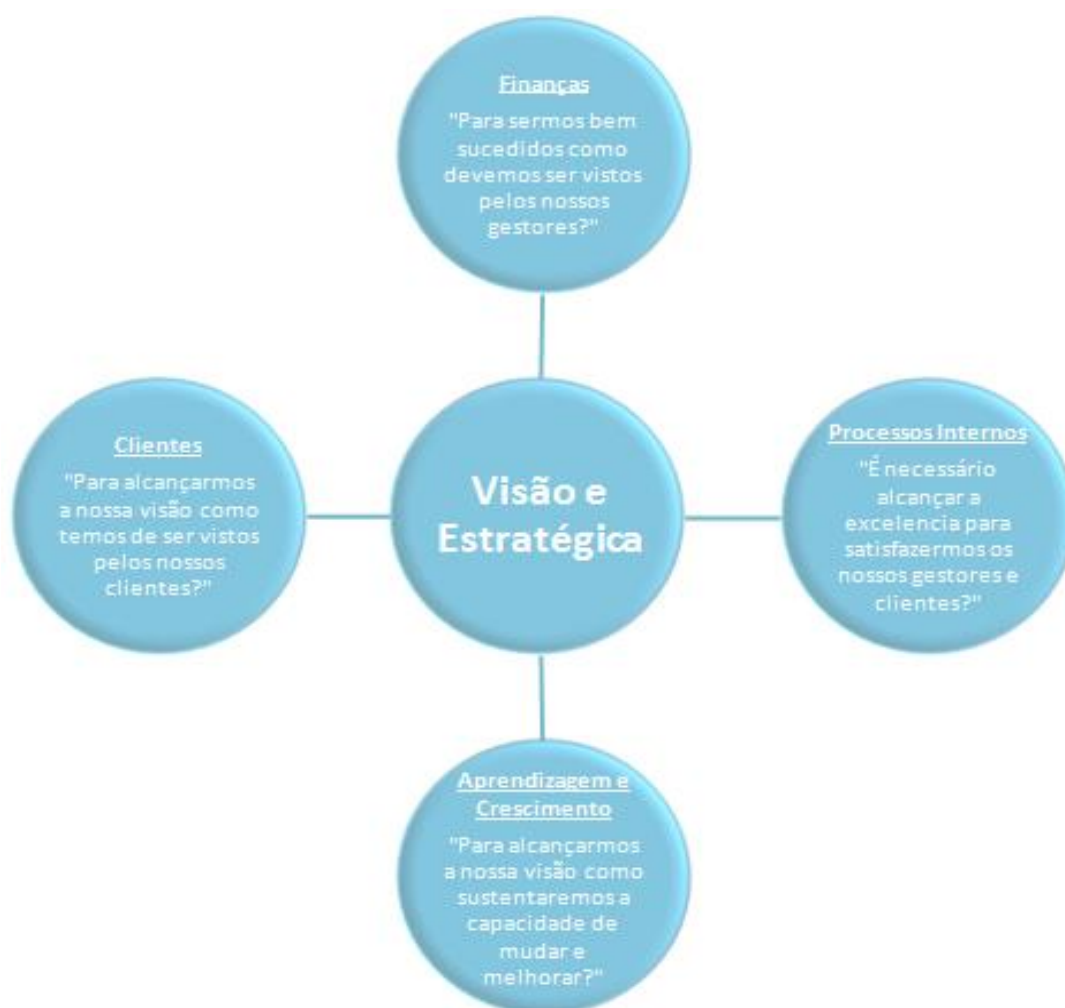 Finanças
"Para sermos bem
sucedidos como
devemos ser vistos
pelos nossos
gestores?"
Clientes
"Para alcançarmos
a nossa visão como
temos de ser vistos
pelos nossos
clientes?"
Visão e
Estratégica
Processos Internos
"É necessário
alcançar a
excelencia para
satisfazermos os
nossos gestores e
clientes?"
Aprendizagem e
Crescimento
"Para alcançarmos
a nossa visão como
sustentaremos a
capacidade de
mudar e
melhorar?"